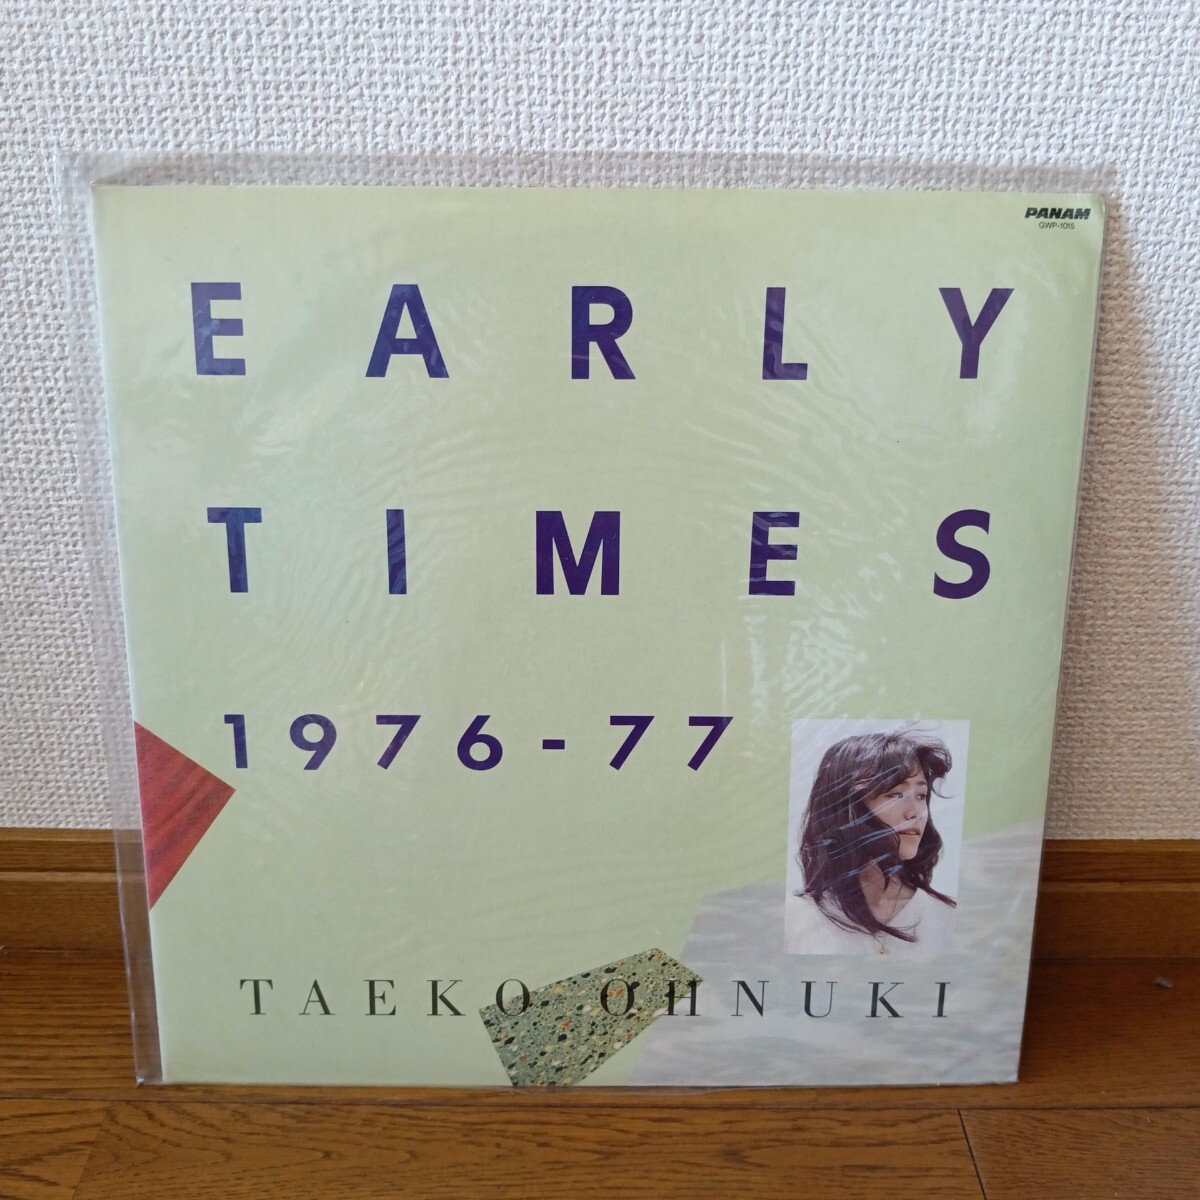 PANAM
GWP-1015
EARLY
TIMES
1976-77
TAEKO OHNUKI